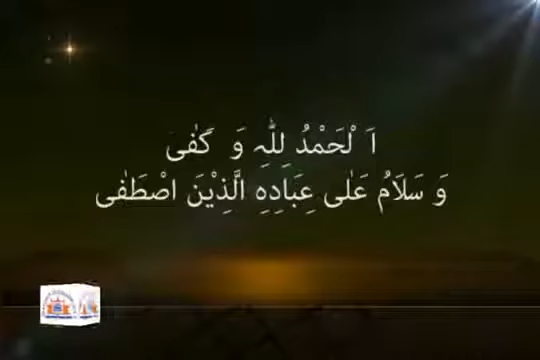 اَ لْحَمْدُ لِلّٰہِ وَ كَفٰی
وَ سَلَامُ عَلٰی عِبَادِہِ الَّذِیْنَ اصْطَفٰی